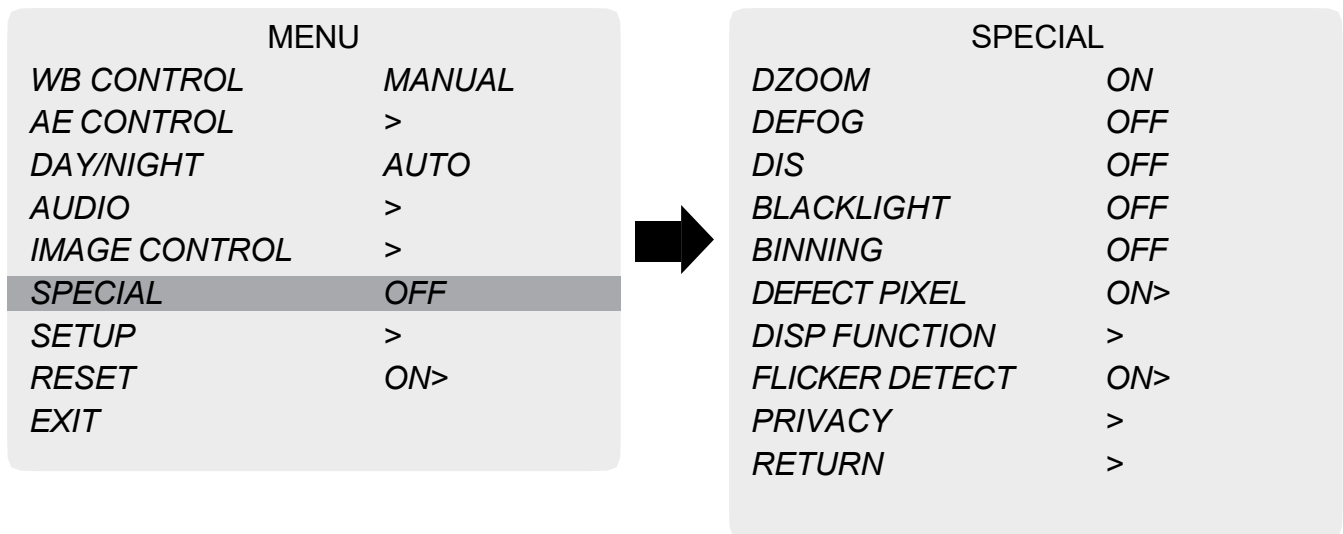 MENU
WB CONTROL MANUAL
AE CONTROL >
DAY/NIGHT AUTO
AUDIO >
IMAGE CONTROL >
SPECIAL OFF
SETUP >
RESET ON>
EXIT
SPECIAL
DZOOM ON
DEFOG OFF
DIS OFF
BLACKLIGHT OFF
BINNING OFF
DEFECT PIXEL ON>
DISP FUNCTION >
FLICKER DETECT ON>
PRIVACY >
RETURN >